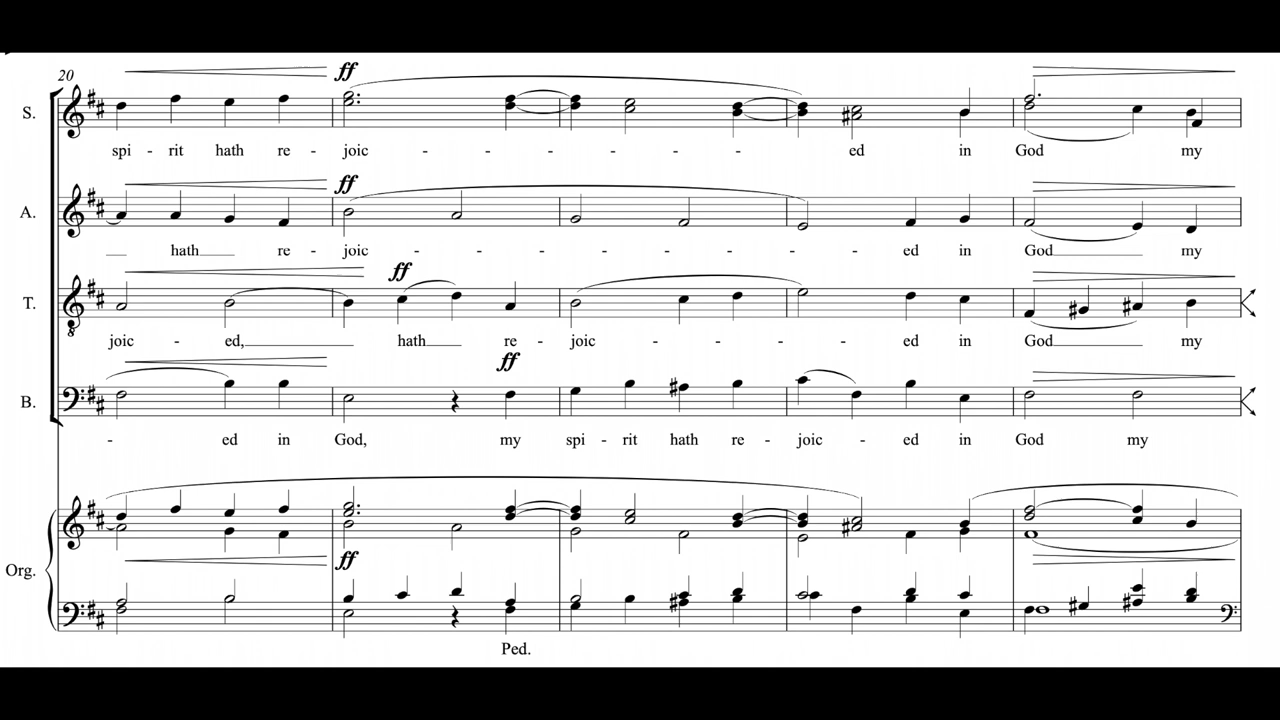 20
ff
S.
spi - rit hath re - joic - - - - - - ed in God my
ff
A.
hath re - joic - - - - - - - ed in God my
ff
T.
joic - ed, hath re - joic - - - - ed in God my
ff
B.
- ed in God, my spi - rit hath re - joic - ed in God my
Org.
ff
Ped.